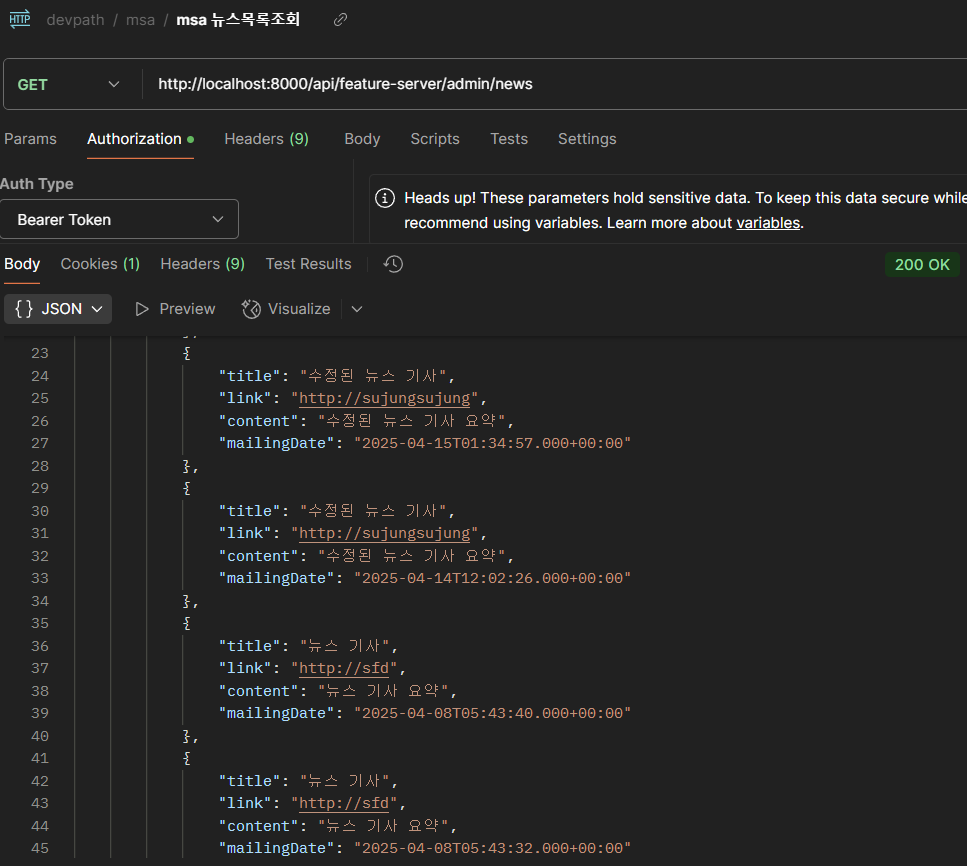 HTTP devpath / msa / msa 뉴스목록조회
GET http://localhost:8000/api/feature-server/admin/news
Params Authorization Headers (9) Body Scripts Tests Settings
Auth Type
Bearer Token
Heads up! These parameters hold sensitive data. To keep this data secure while
recommend using variables. Learn more about variables.
Body Cookies (1) Headers (9) Test Results 200 OK
{} JSON Preview Visualize
23 {
24 "title": "수정된 뉴스 기사",
25 "link": "http://sujungsujung",
26 "content": "수정된 뉴스 기사 요약",
27 "mailingDate": "2025-04-15T01:34:57.000+00:00"
28 },
29 {
30 "title": "수정된 뉴스 기사",
31 "link": "http://sujungsujung",
32 "content": "수정된 뉴스 기사 요약",
33 "mailingDate": "2025-04-14T12:02:26.000+00:00"
34 },
35 {
36 "title": "뉴스 기사",
37 "link": "http://sfd",
38 "content": "뉴스 기사 요약",
39 "mailingDate": "2025-04-08T05:43:40.000+00:00"
40 },
41 {
42 "title": "뉴스 기사",
43 "link": "http://sfd",
44 "content": "뉴스 기사 요약",
45 "mailingDate": "2025-04-08T05:43:32.000+00:00"